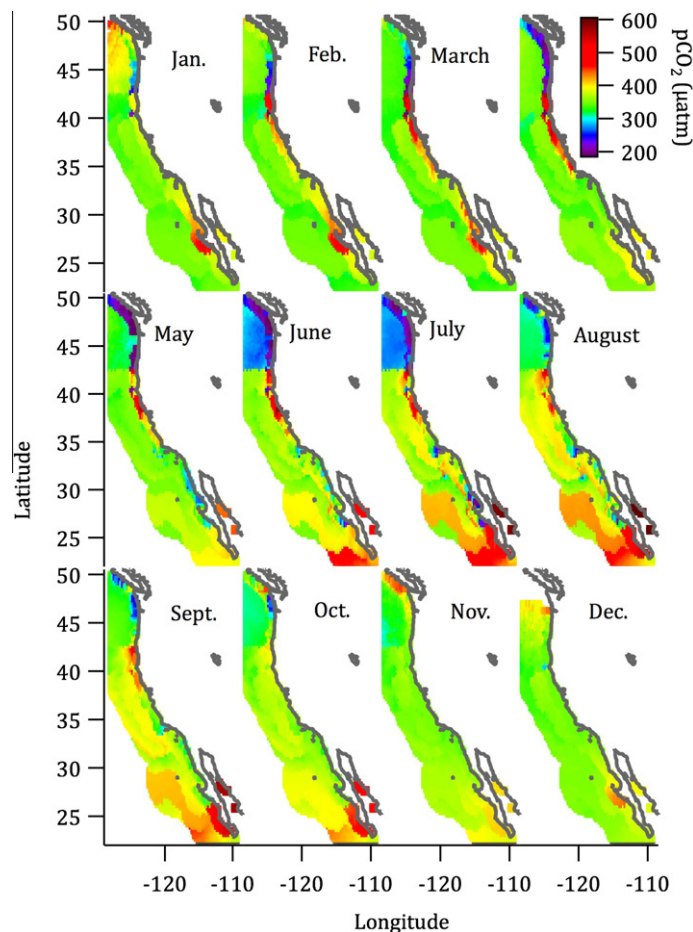 50
45
40
35
30
25
Jan.
Feb.
March
600
500
400
300
200
pCO₂ (μatm)
50
45
40
35
30
25
May
June
July
August
Latitude
50
45
40
35
30
25
Sept.
Oct.
Nov.
Dec.
-120 -110 -120 -110 -120 -110 -120 -110
Longitude